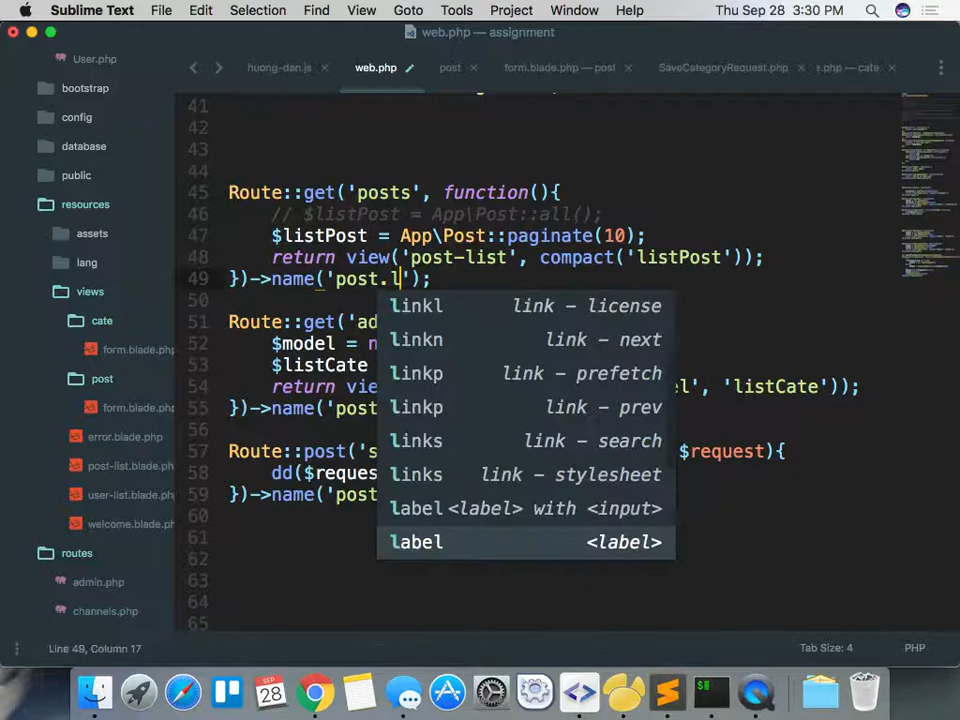 Sublime Text File Edit Selection Find View Goto Tools Project Window Help Thu Sep 28 3:30 PM
web.php — assignment
huong-dan.js web.php post form.blade.php — post SaveCategoryRequest.php .php — cate
User.php
bootstrap
config
database
public
resources
assets
lang
views
cate
form.blade.php
post
form.blade.php
error.blade.php
post-list.blade.php
user-list.blade.php
welcome.blade.php
routes
admin.php
channels.php
41
42
43
44
45 Route::get('posts', function(){
46 // $listPost = App\Post::all();
47 $listPost = App\Post::paginate(10);
48 return view('post-list', compact('listPost'));
49 })->name('post.l');
50
51 Route::get('ad
52 $model = n
53 $listCate
54 return vie el', 'listCate'));
55 })->name('post
56
57 Route::post('s $request){
58 dd($reques
59 })->name('post
60
61
62
63
64
65
linkl link – license
linkn link – next
linkp link – prefetch
linkp link – prev
links link – search
links link – stylesheet
label <label> with <input>
label <label>
Line 49, Column 17 Tab Size: 4 PHP
SEP
28